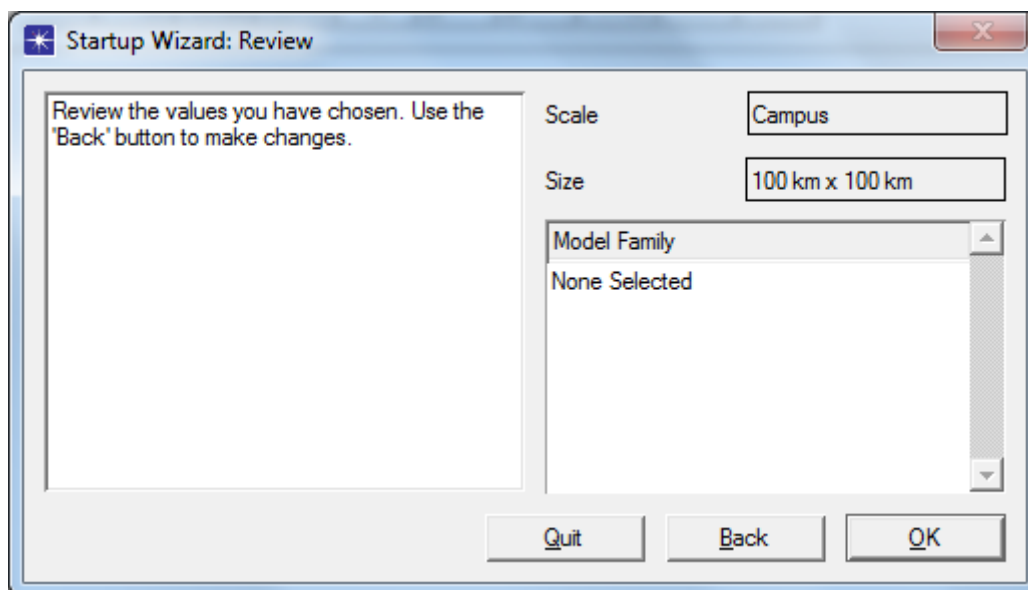 Startup Wizard: Review
Review the values you have chosen. Use the
'Back' button to make changes.
Scale
Campus
Size
100 km x 100 km
Model Family
None Selected
Quit
Back
OK